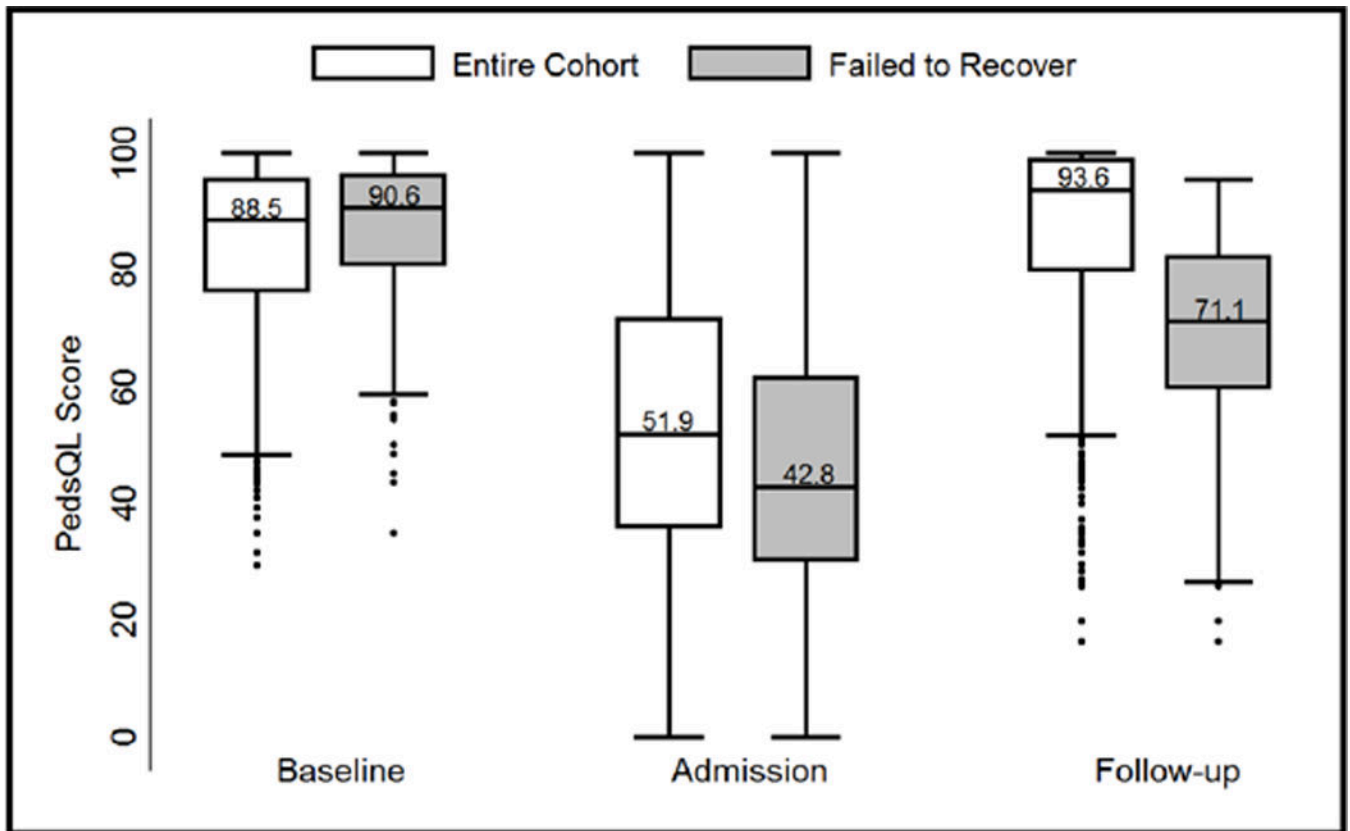 Entire Cohort
Failed to Recover
PedsQL Score
100
80
60
40
20
0
88.5
90.6
51.9
42.8
93.6
71.1
Baseline
Admission
Follow-up